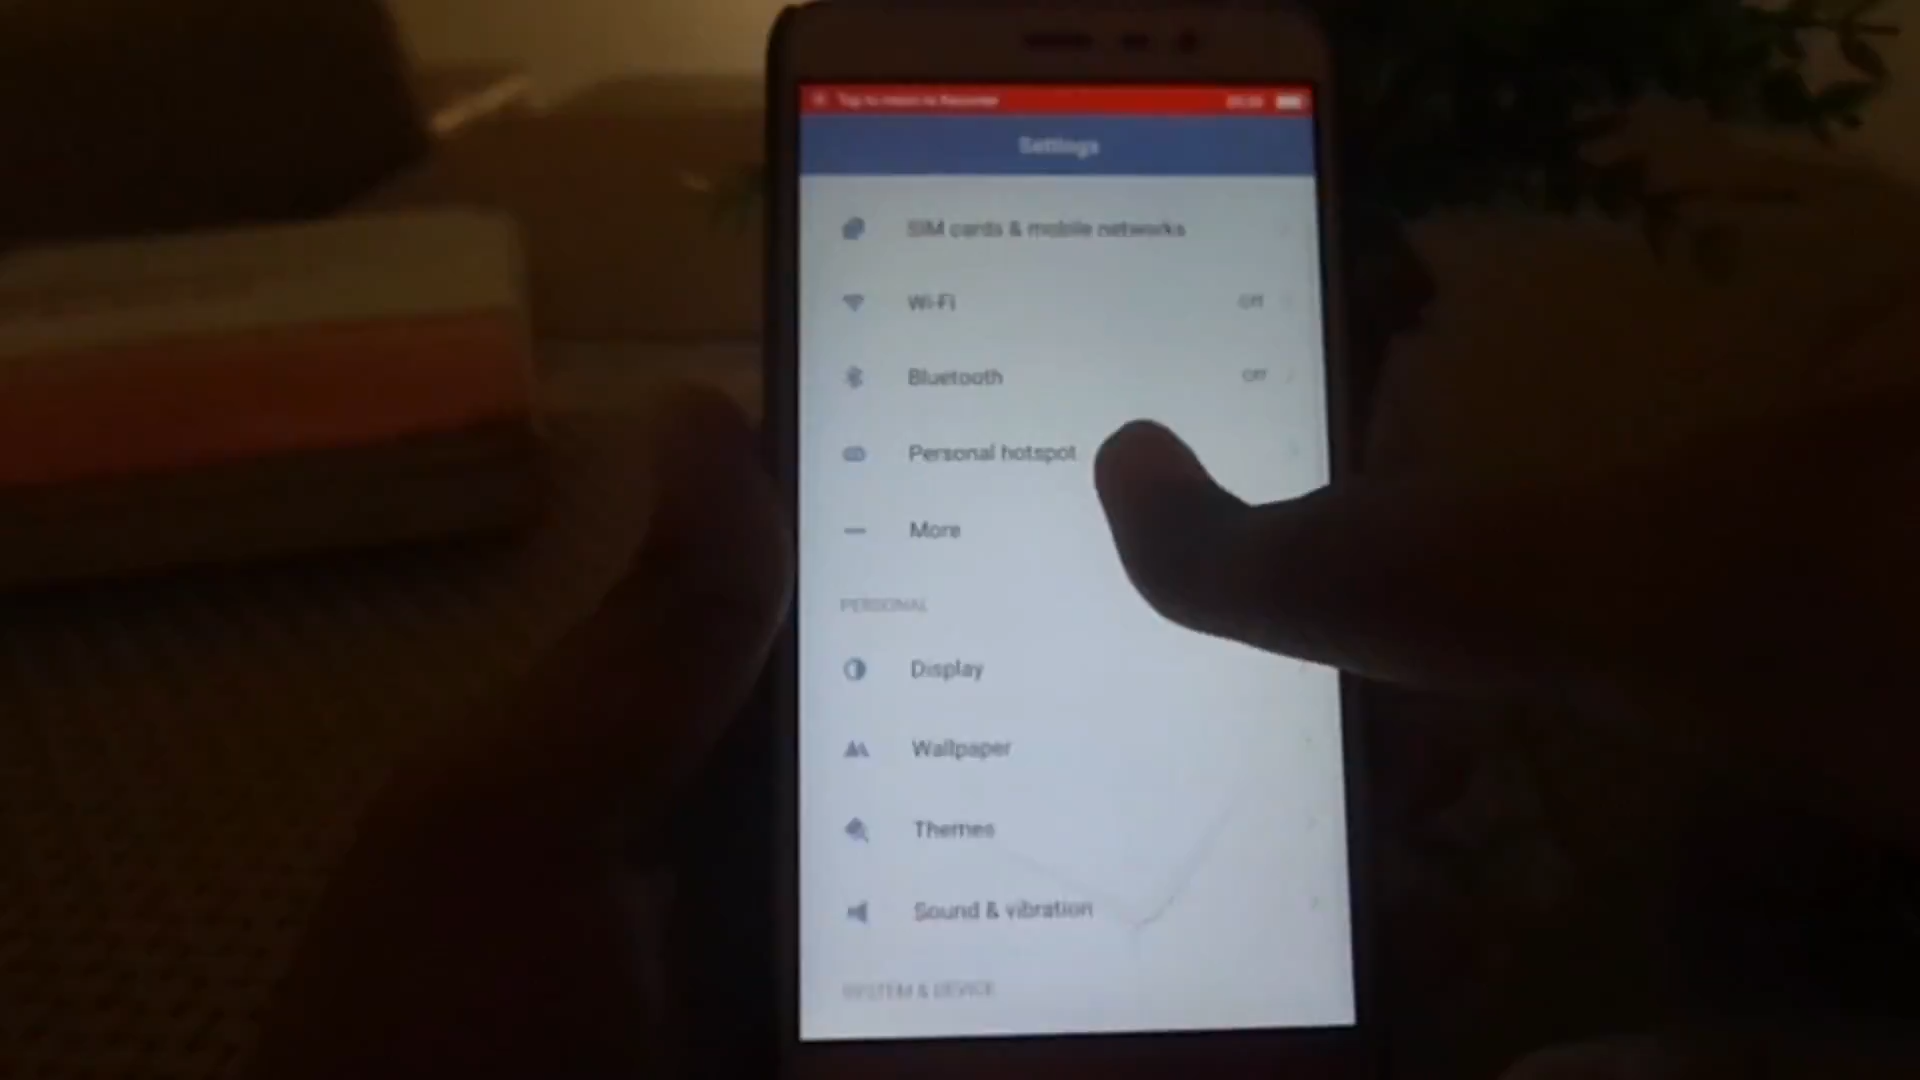 Settings
SIM cards & mobile networks
Wi-Fi
Off
Bluetooth
Off
Personal hotspot
More
PERSONAL
Display
Wallpaper
Themes
Sound & vibration
SYSTEM & DEVICE